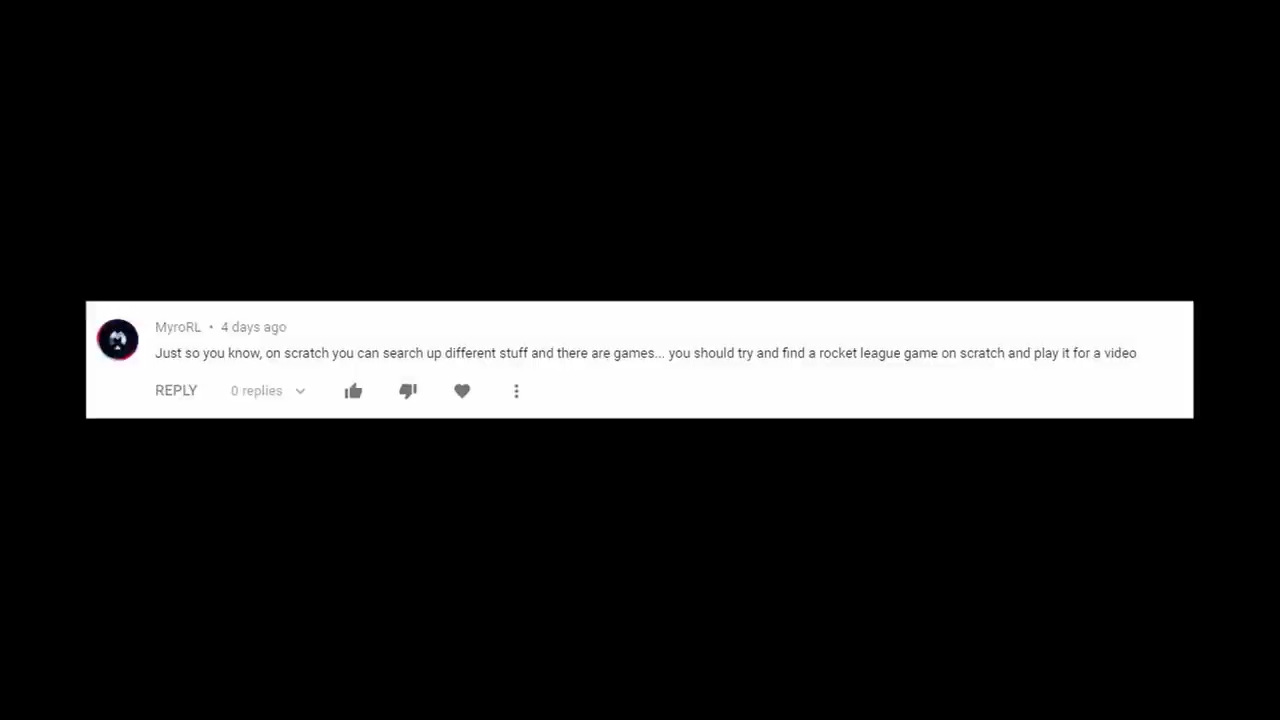 MyroRL • 4 days ago
Just so you know, on scratch you can search up different stuff and there are games... you should try and find a rocket league game on scratch and play it for a video
REPLY 0 replies